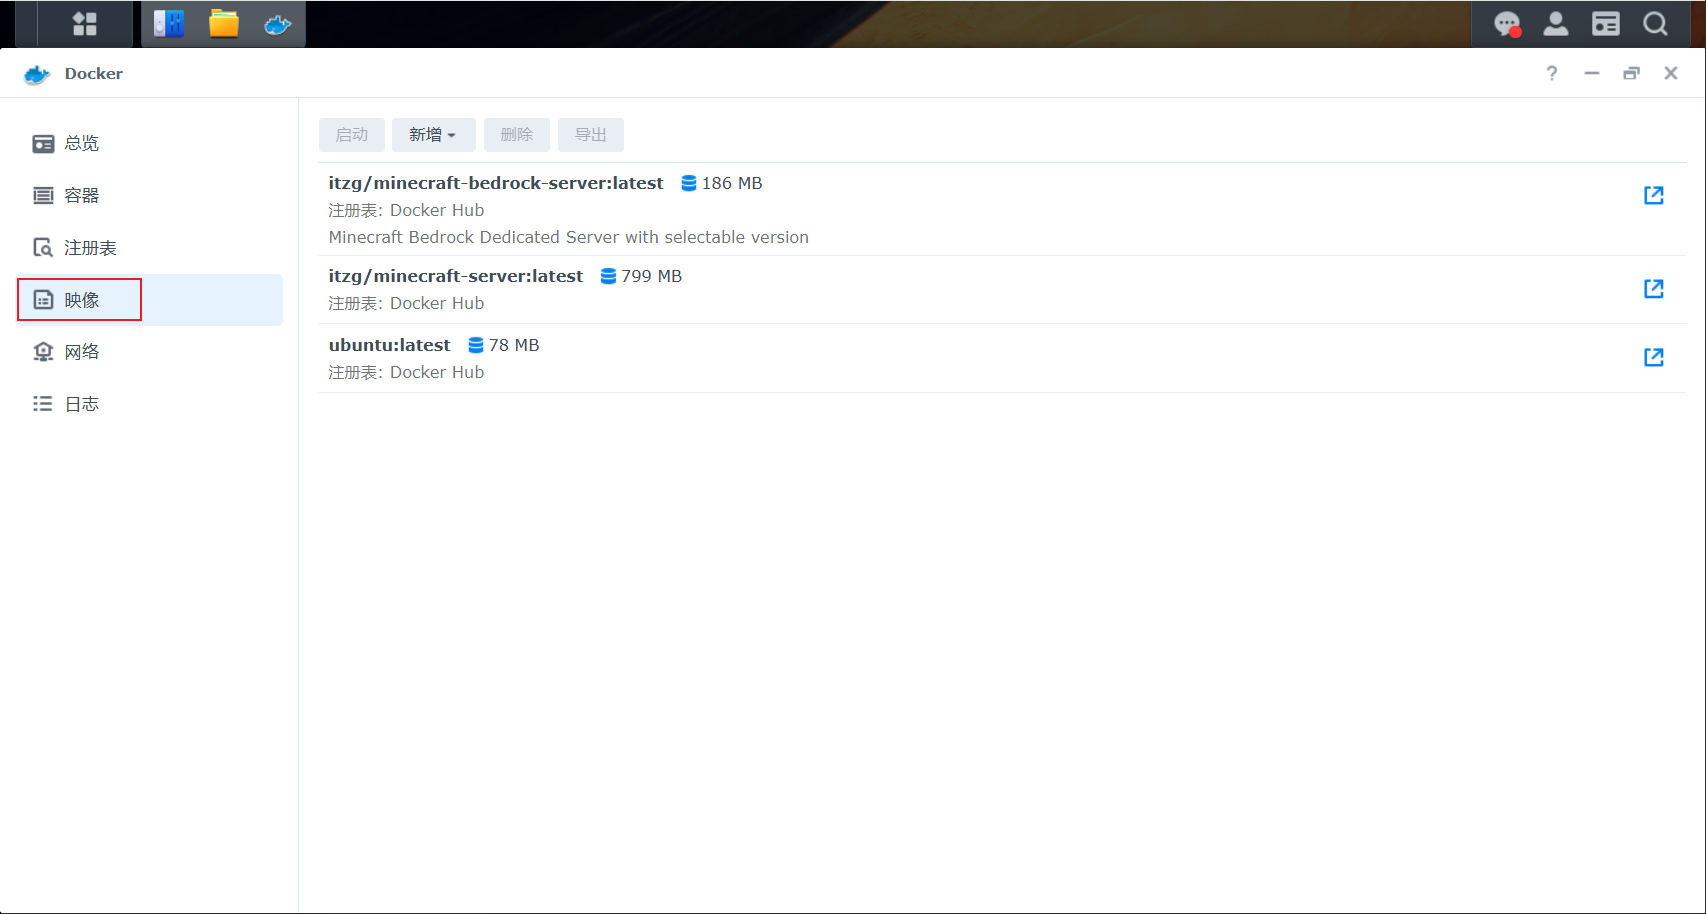 Docker
?
总览
容器
注册表
映像
网络
日志
启动 新增 删除 导出
itzg/minecraft-bedrock-server:latest 186 MB
注册表: Docker Hub
Minecraft Bedrock Dedicated Server with selectable version
itzg/minecraft-server:latest 799 MB
注册表: Docker Hub
ubuntu:latest 78 MB
注册表: Docker Hub